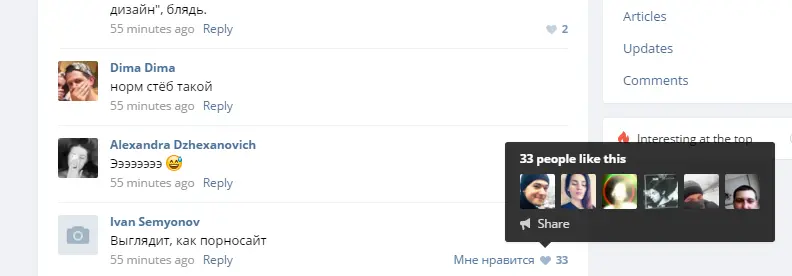 дизайн", блядь.
55 minutes ago Reply
2
Dima Dima
норм стёб такой
55 minutes ago Reply
Alexandra Dzhexanovich
Ээээээээ 😅
55 minutes ago Reply
Ivan Semyonov
Выглядит, как порносайт
55 minutes ago Reply
Мне нравится 33
33 people like this
Share
Articles
Updates
Comments
Interesting at the top